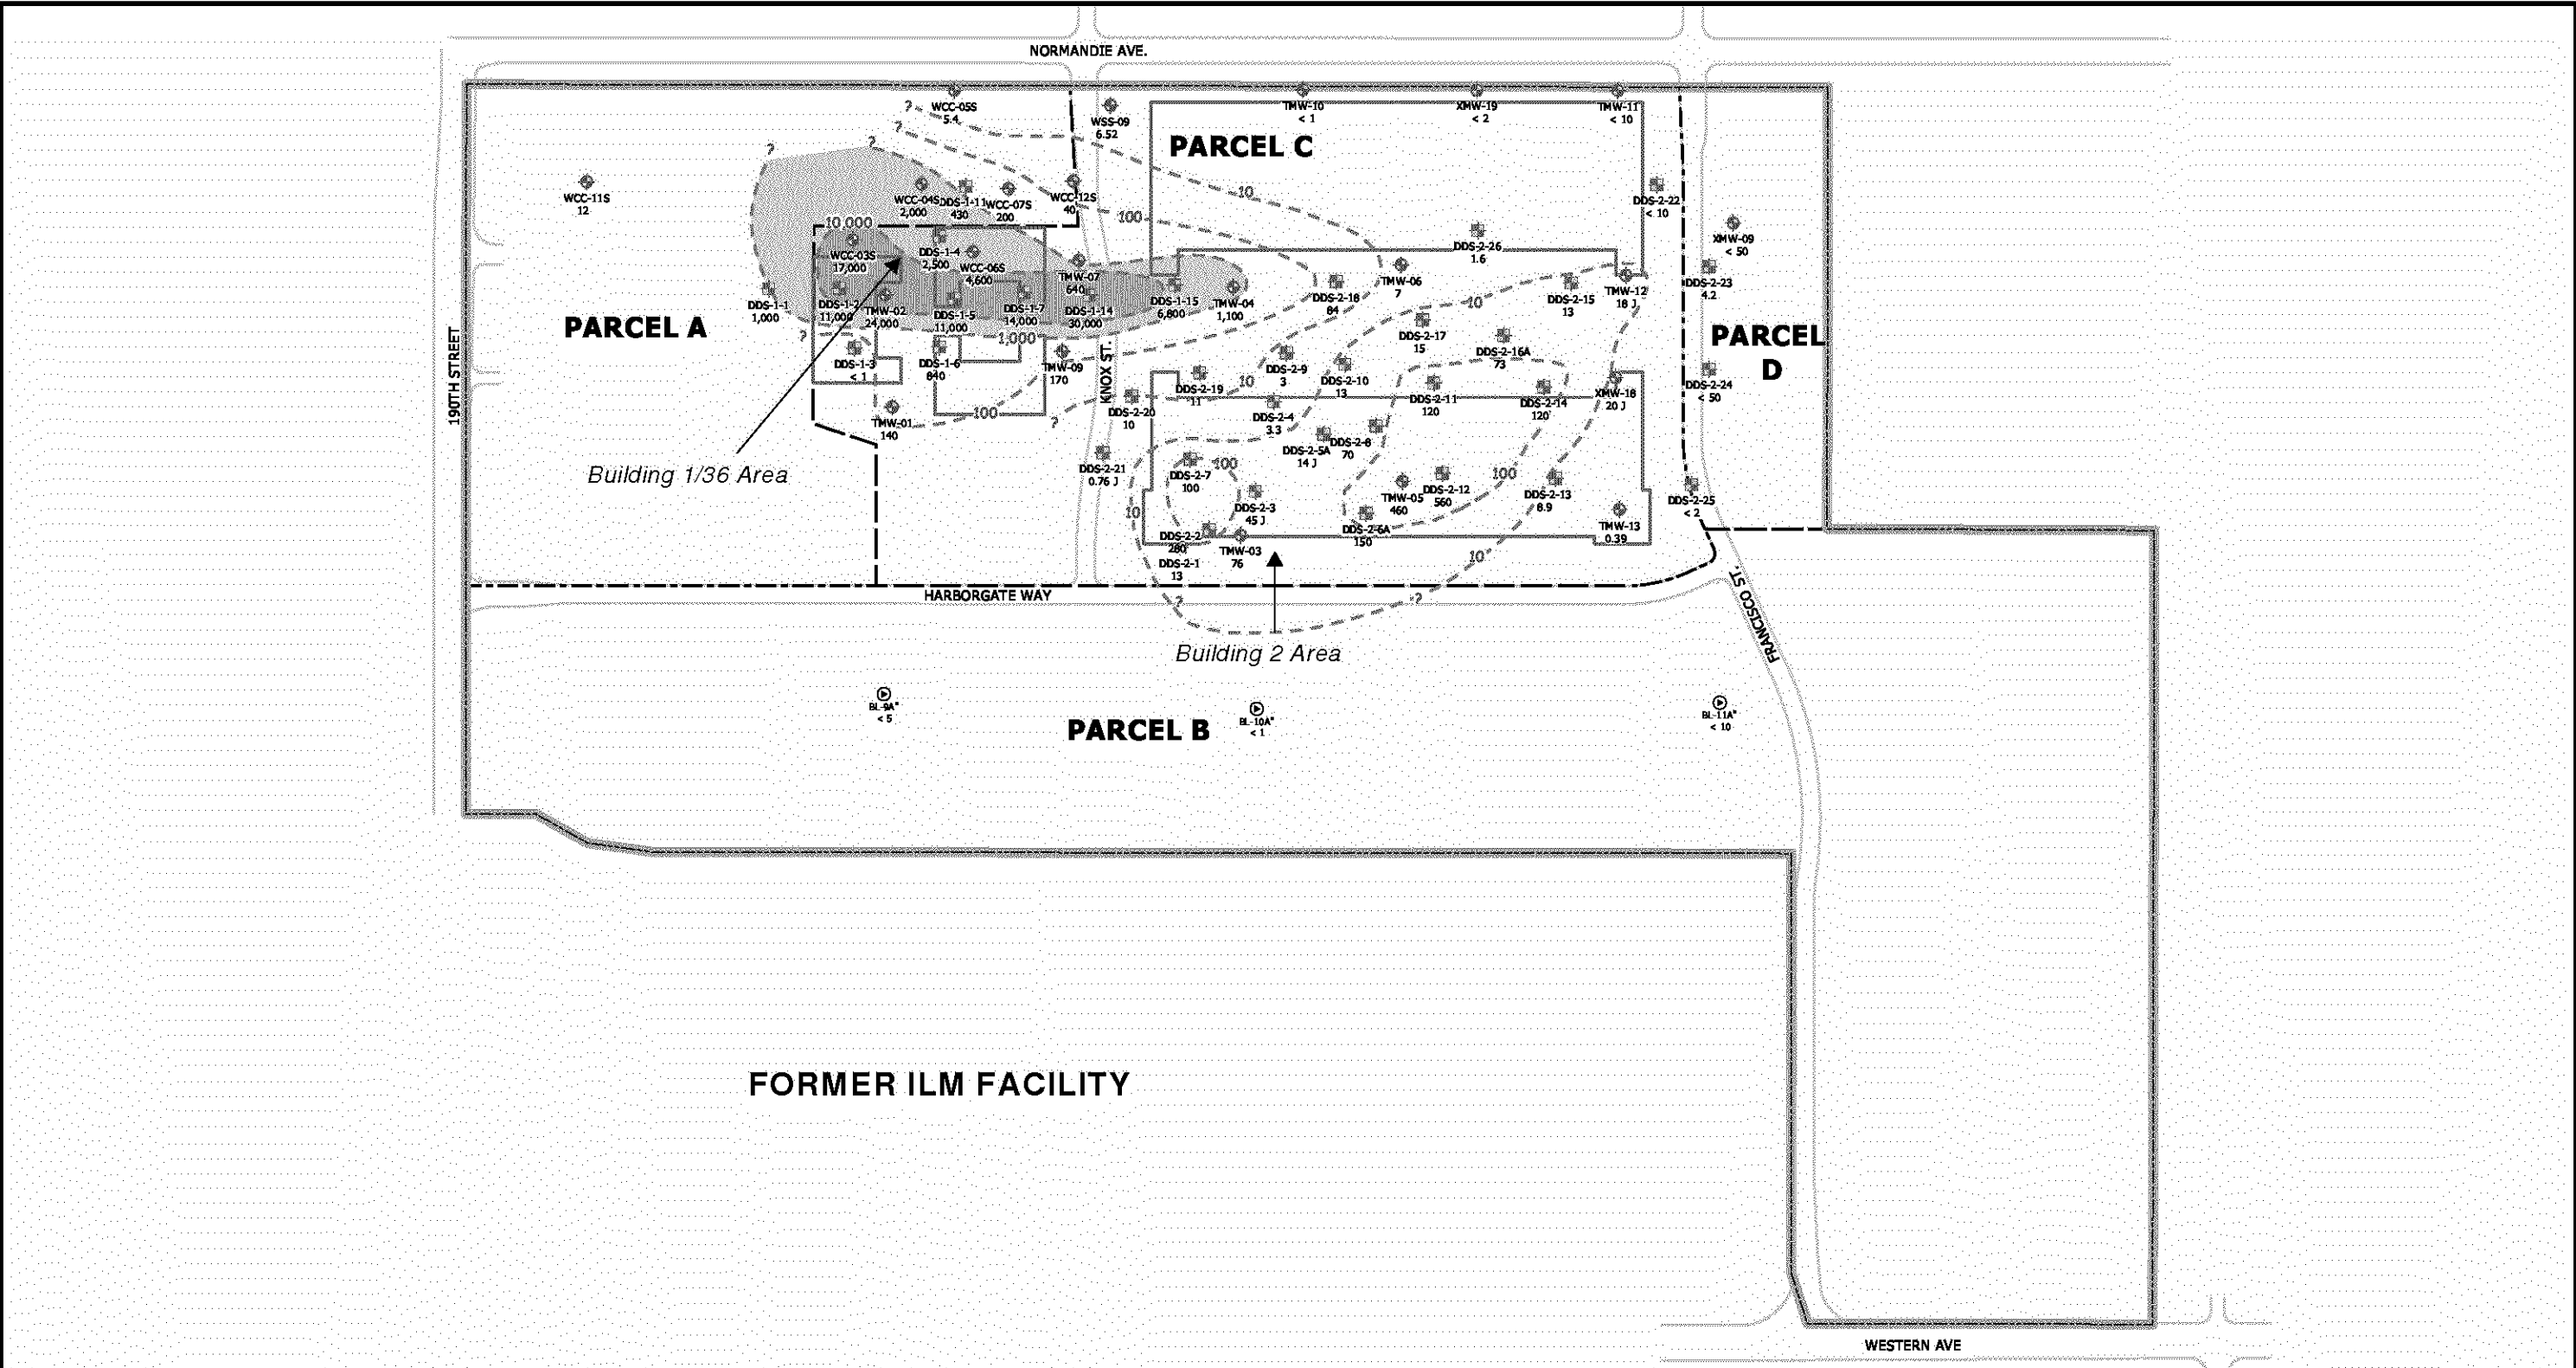 NORMANDIE AVE.
WCC-05S
5.4
WSS-09
6.52
TMW-10
< 1
XMW-19
< 2
TMW-11
< 10
PARCEL C
?
?
?
?
WCC-11S
12
WCC-04S
2,000
DDS-1-11
430
WCC-07S
200
WCC-12S
40
10
100
DDS-2-22
< 10
10,000
WCC-03S
17,000
DDS-1-4
2,500
WCC-06S
4,600
TMW-07
640
DDS-2-26
1.6
XMW-09
< 50
DDS-1-1
1,000
DDS-1-2
11,000
TMW-02
24,000
DDS-1-5
11,000
DDS-1-7
14,000
DDS-1-14
30,000
DDS-1-15
6,800
TMW-04
1,100
DDS-2-18
84
TMW-06
7
10
DDS-2-15
13
TMW-12
18 J
DDS-2-23
4.2
PARCEL A
190TH STREET
?
1,000
DDS-2-17
15
DDS-2-16A
73
PARCEL
D
DDS-1-3
< 1
DDS-1-6
840
TMW-09
170
KNOX ST.
DDS-2-19
11
10
DDS-2-9
3
DDS-2-10
13
DDS-2-11
120
DDS-2-14
120
XMW-18
20 J
DDS-2-24
< 50
TMW-01
140
100
?
DDS-2-20
10
DDS-2-4
3.3
DDS-2-5A
14 J
DDS-2-8
70
Building 1/36 Area
DDS-2-21
0.76 J
DDS-2-7
100
100
DDS-2-3
45 J
TMW-05
460
DDS-2-12
560
100
DDS-2-13
8.9
DDS-2-25
< 2
10
DDS-2-2
280
DDS-2-1
13
TMW-03
76
DDS-2-6A
150
10
TMW-13
0.39
HARBORGATE WAY
?
?
FRANCISCO ST.
Building 2 Area
BL-9A*
< 5
PARCEL B
BL-10A*
< 1
BL-11A*
< 10
FORMER ILM FACILITY
WESTERN AVE